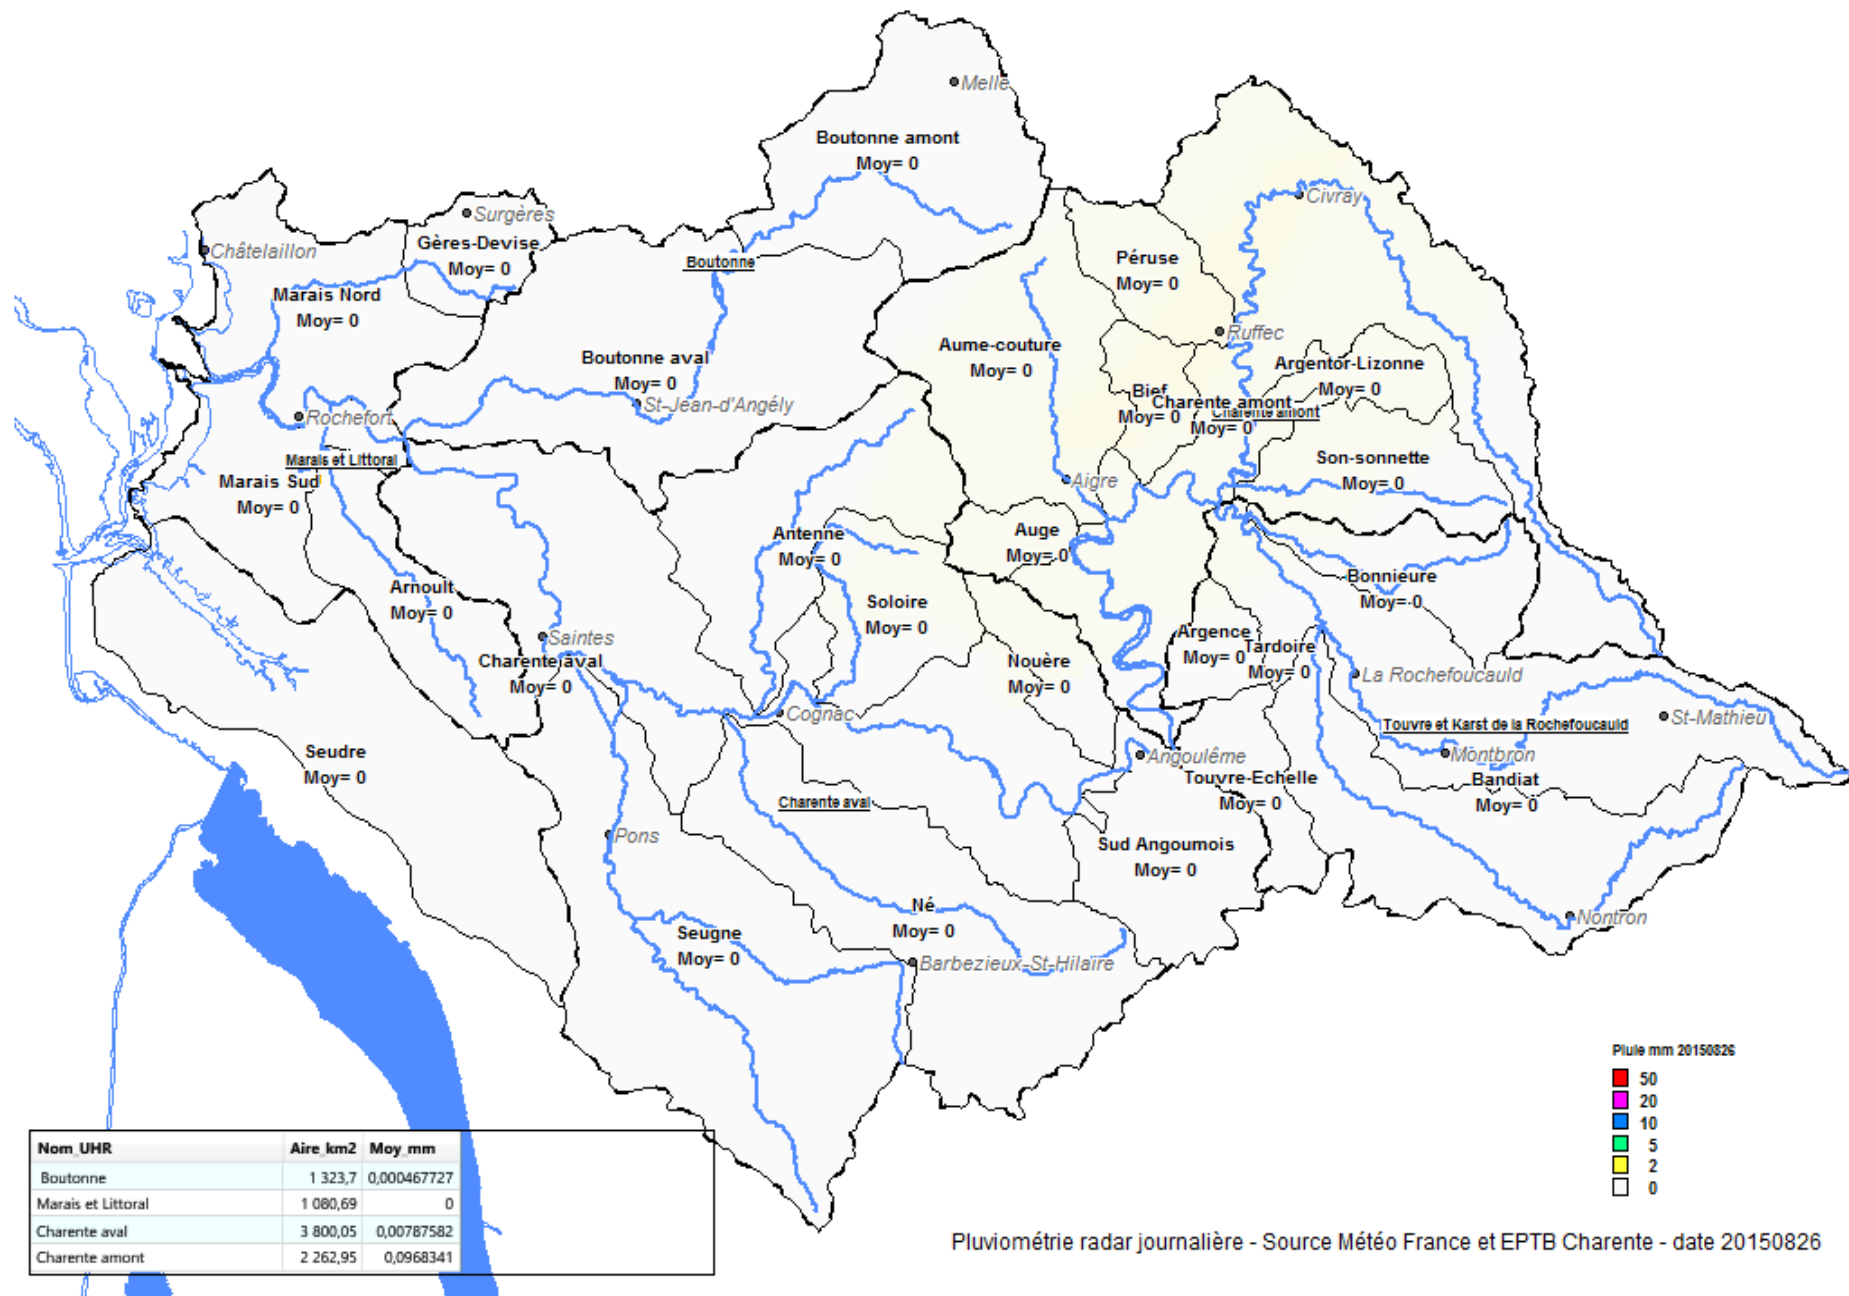 Melle
Boutonne amont
Moy= 0
Civray
Surgères
Gères-Devise
Moy= 0
Châtelaillon
Boutonne
Péruse
Moy= 0
Marais Nord
Moy= 0
Ruffec
Aume-couture
Moy= 0
Boutonne aval
Moy= 0
Argentor-Lizonne
Moy= 0
Bief
Moy= 0
Charente amont
Moy= 0
Charente amont
St-Jean-d'Angély
Rochefort
Marais et Littoral
Marais Sud
Moy= 0
Son-sonnette
Moy= 0
Aigre
Antenne
Moy= 0
Auge
Moy= 0
Bonnieure
Moy= 0
Arnoult
Moy= 0
Soloire
Moy= 0
Saintes
Argence
Moy= 0
Tardoire
Moy= 0
Charente aval
Moy= 0
Nouère
Moy= 0
La Rochefoucauld
Cognac
St-Mathieu
Touvre et Karst de la Rochefoucauld
Seudre
Moy= 0
Angoulême
Montbron
Touvre-Echelle
Moy= 0
Bandiat
Moy= 0
Charente aval
Pons
Sud Angoumois
Moy= 0
Né
Moy= 0
Nontron
Seugne
Moy= 0
Barbezieux-St-Hilaire
Pluie mm 20150826
50
20
10
5
2
0
Nom_UHR Aire_km2 Moy_mm
Boutonne 1 323,7 0,000467727
Marais et Littoral 1 080,69 0
Charente aval 3 800,05 0,00787582
Charente amont 2 262,95 0,0968341
Pluviométrie radar journalière - Source Météo France et EPTB Charente - date 20150826